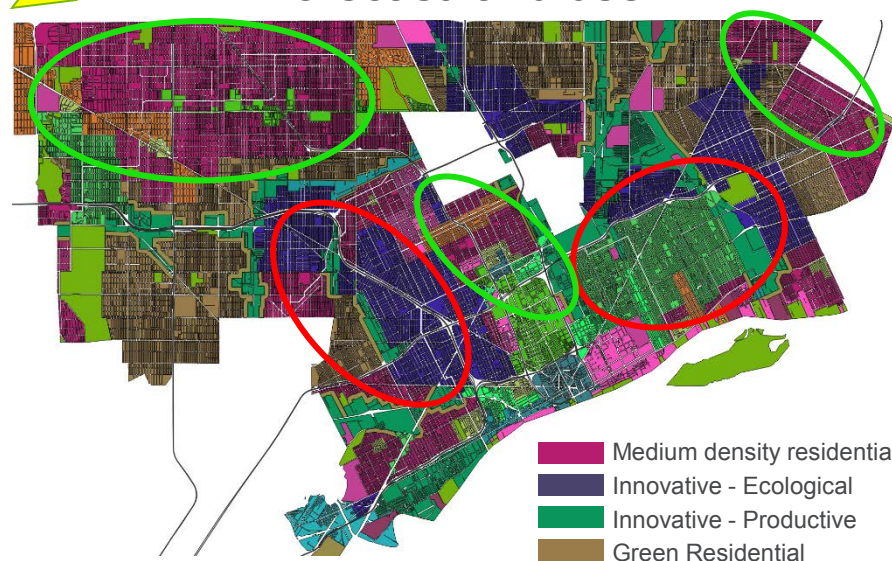 Medium density residentia
Innovative - Ecological
Innovative - Productive
Green Residential